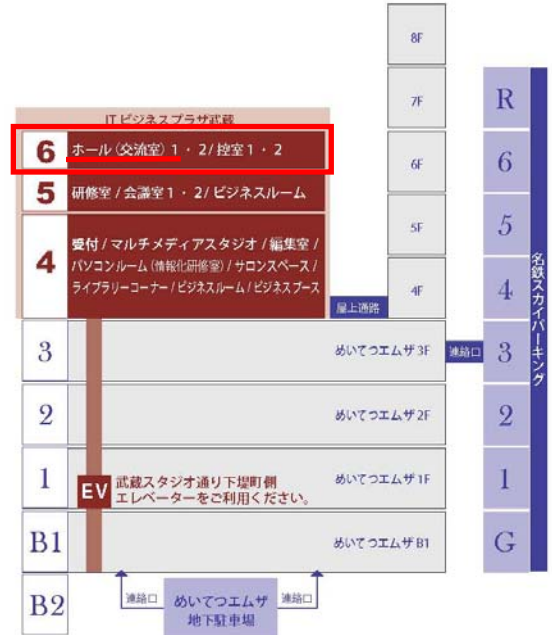 8F
7F
R
ITビジネスプラザ武蔵
6 ホール(交流室)1・2/控室1・2
6F
6
5 研修室/会議室1・2/ビジネスルーム
5F
5
4
受付/マルチメディアスタジオ/編集室/
パソコンルーム(情報化研修室)/サロンスペース/
ライブラリーコーナー/ビジネスルーム/ビジネスブース
4F
4
屋上通路
名鉄スカイパーキング
3
めいてつエムザ3F
連絡口
3
2
めいてつエムザ2F
2
1
EV
武蔵スタジオ通り下堤町側
エレベーターをご利用ください。
めいてつエムザ1F
1
B1
めいてつエムザB1
G
B2
連絡口
めいてつエムザ
地下駐車場
連絡口